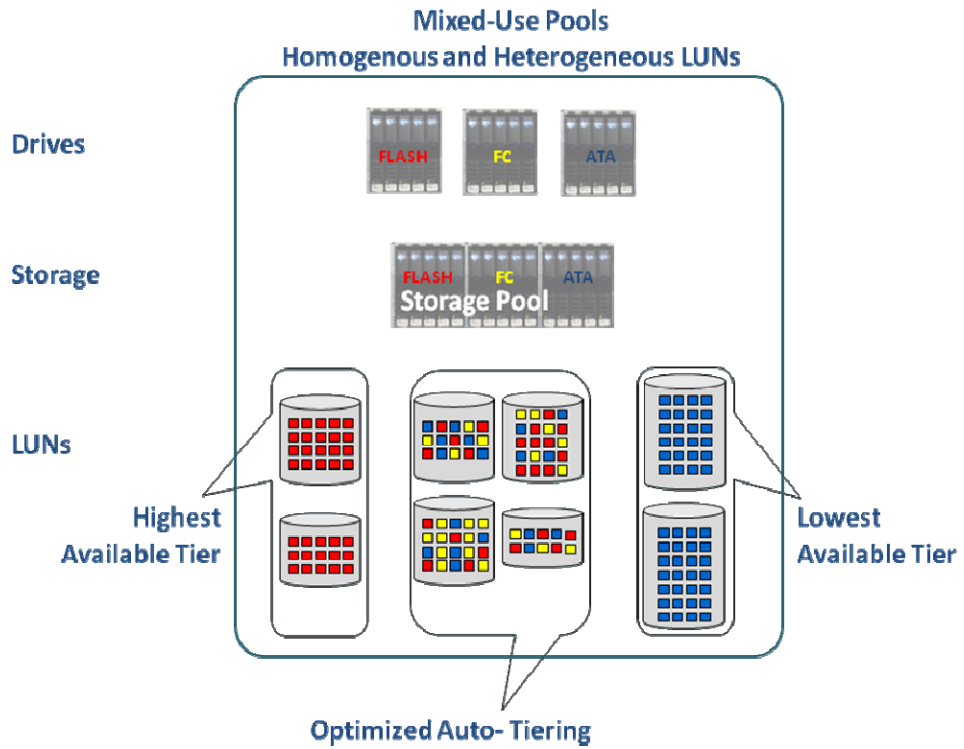 Mixed-Use Pools
Homogenous and Heterogeneous LUNs
Drives
FLASH FC ATA
Storage
FLASH FC ATA
Storage Pool
LUNs
Highest
Available Tier
Lowest
Available Tier
Optimized Auto- Tiering